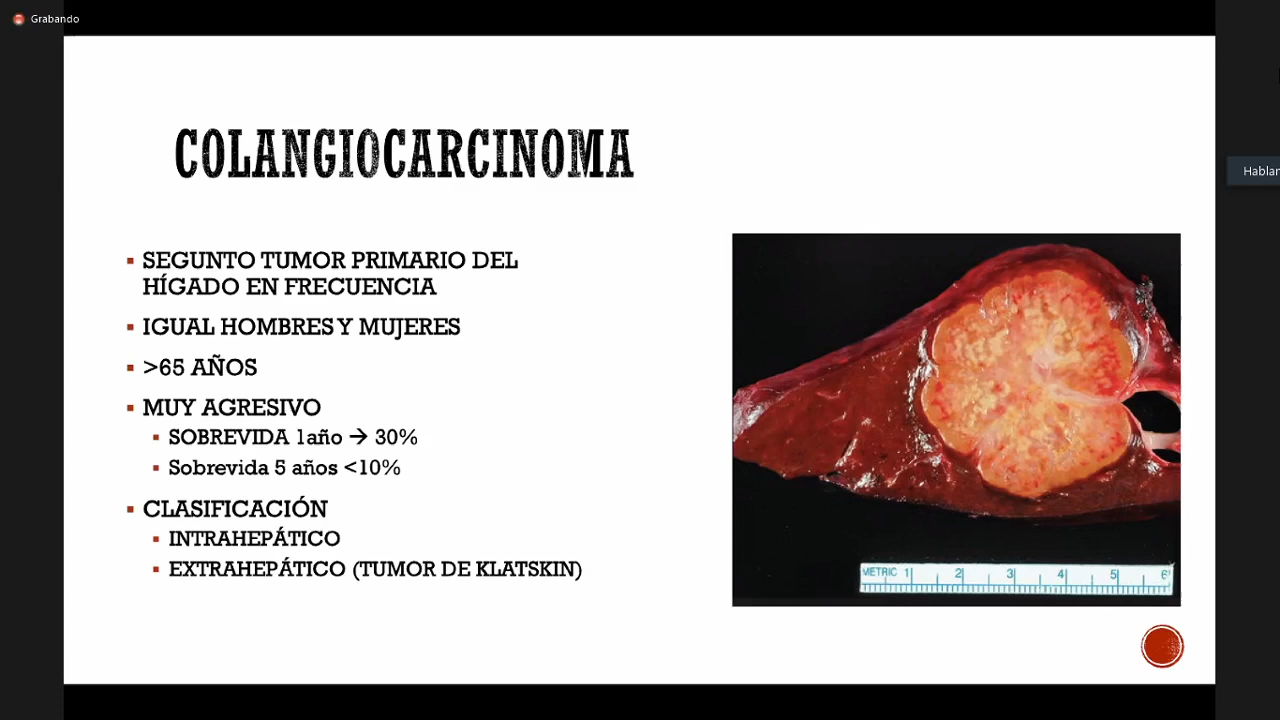 Grabando
COLANGIOCARCINOMA
Hablan
▪ SEGUNTO TUMOR PRIMARIO DEL
HÍGADO EN FRECUENCIA
▪ IGUAL HOMBRES Y MUJERES
▪ >65 AÑOS
▪ MUY AGRESIVO
▪ SOBREVIDA 1año → 30%
▪ Sobrevida 5 años <10%
▪ CLASIFICACIÓN
▪ INTRAHEPÁTICO
▪ EXTRAHEPÁTICO (TUMOR DE KLATSKIN)
METRIC 1 2 3 4 5 6